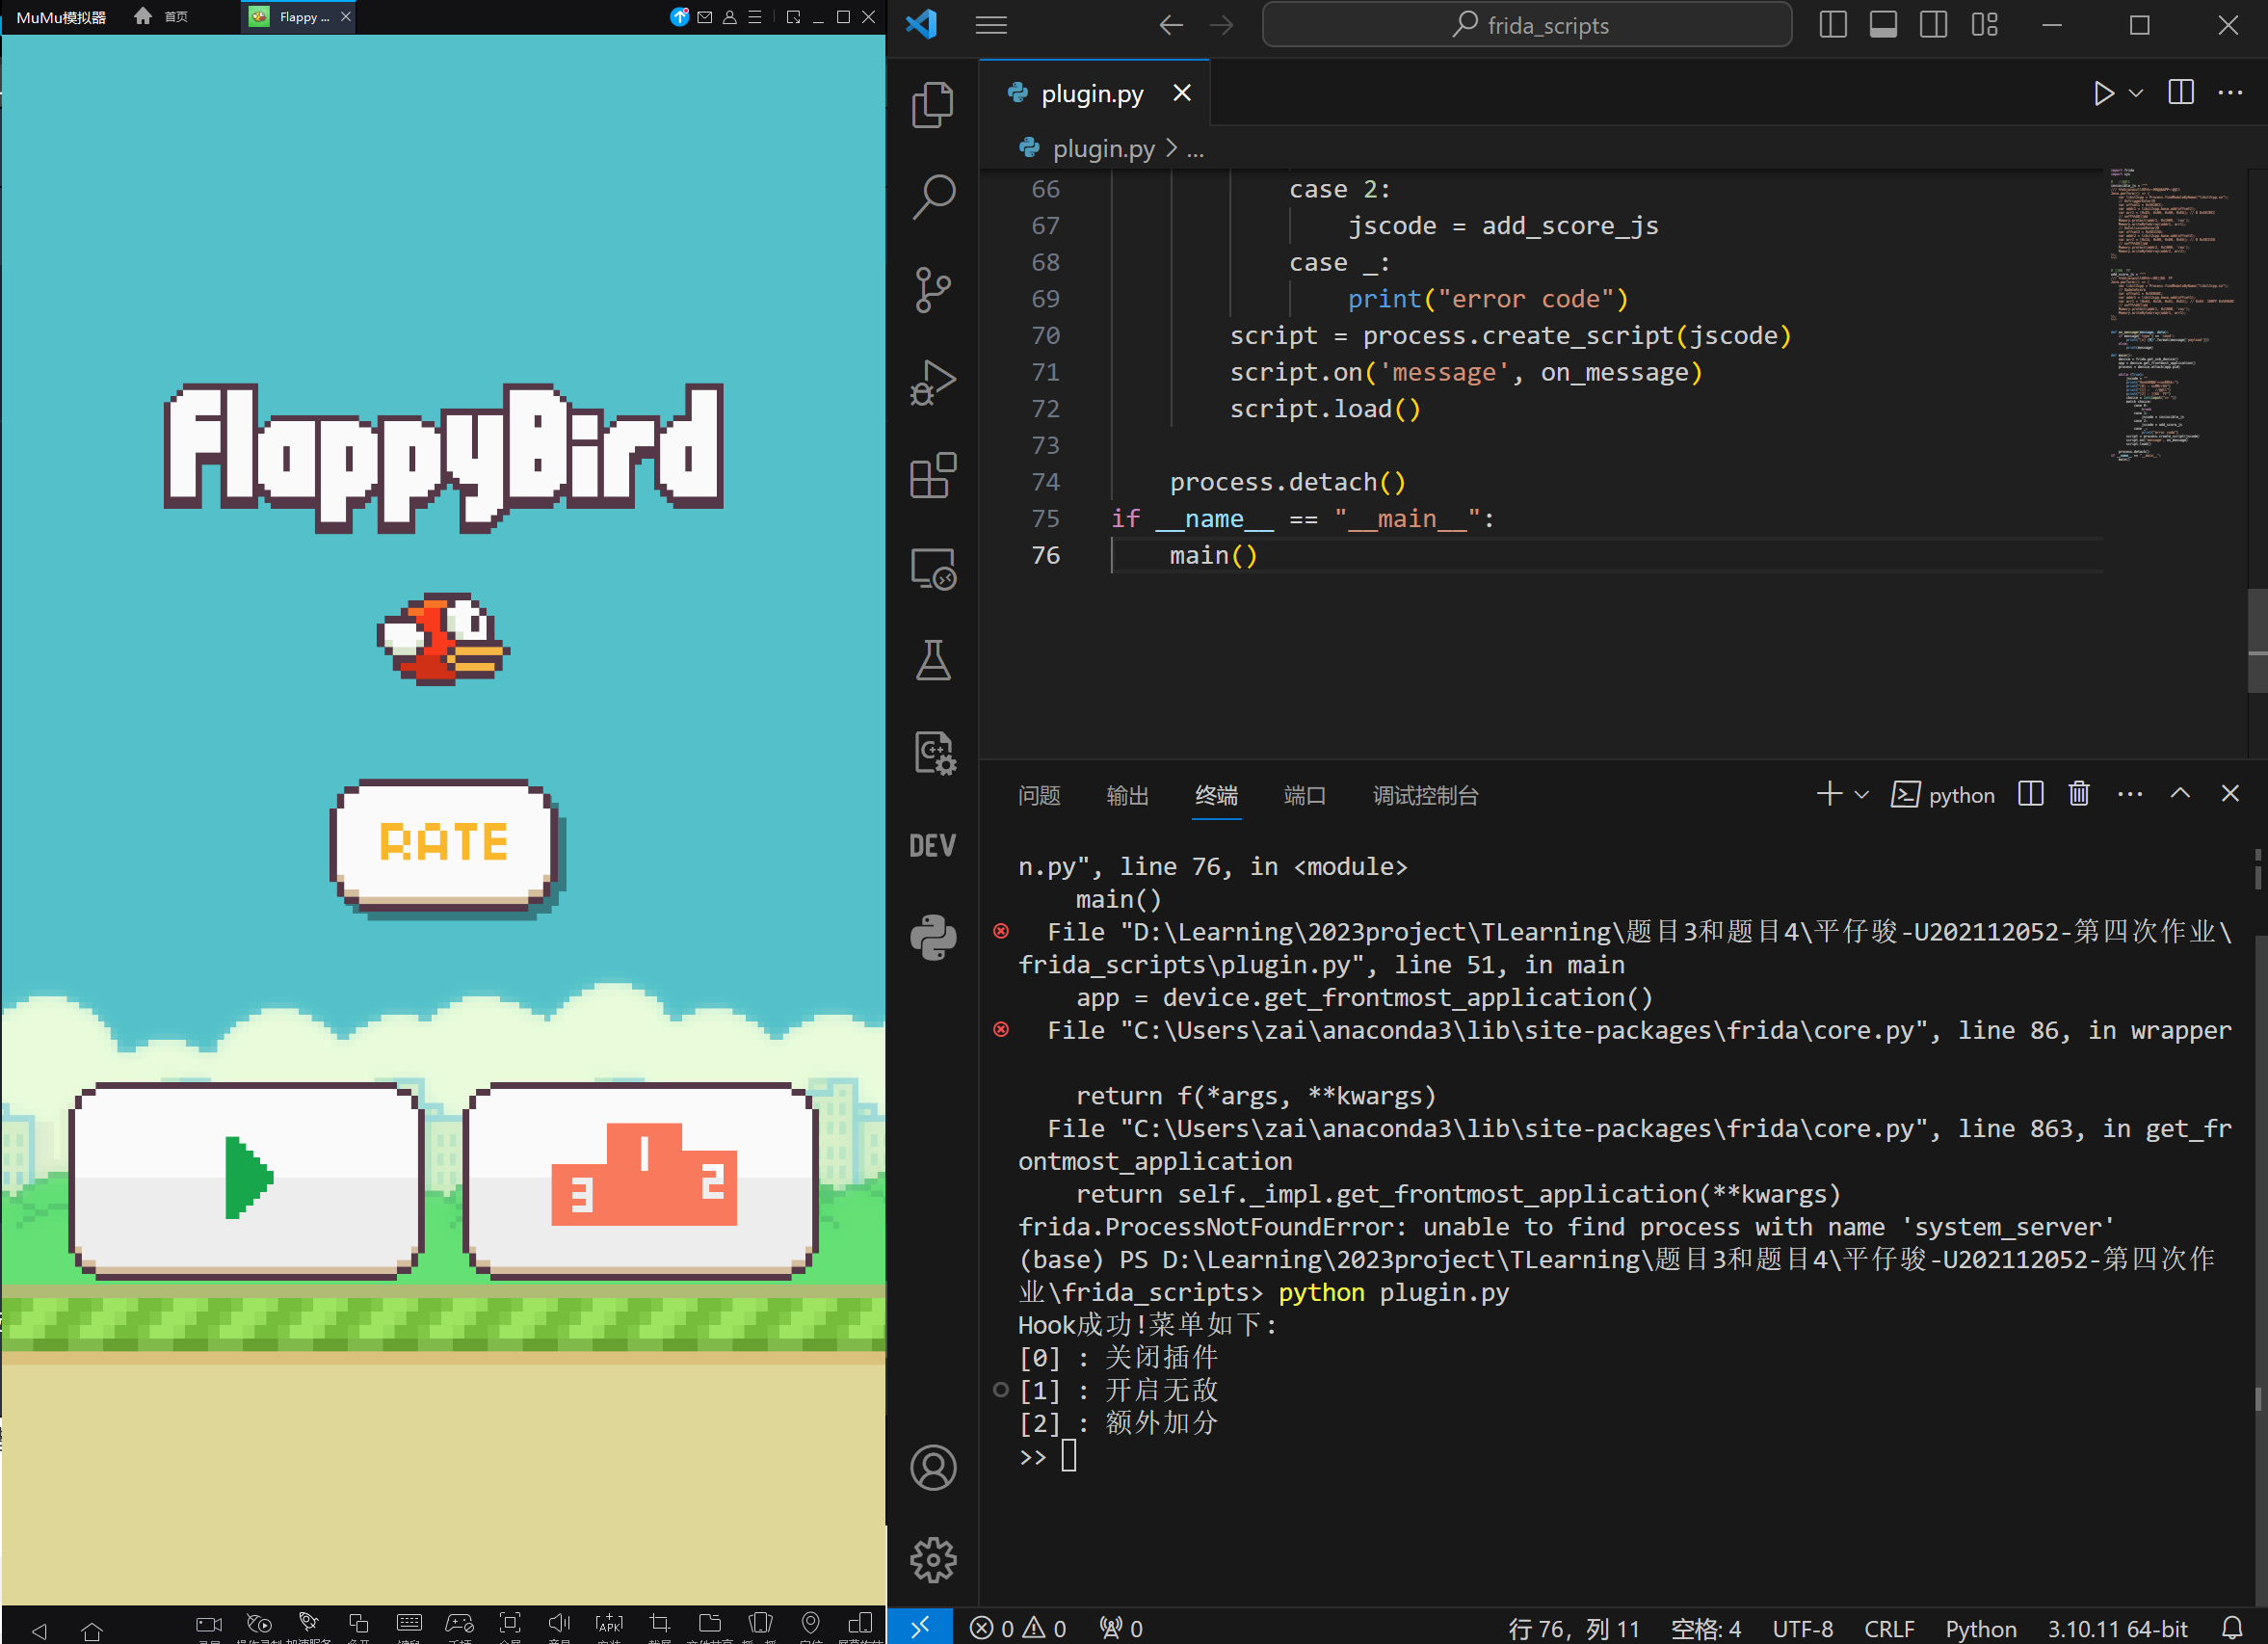 MuMu模拟器
首页
Flappy ...
FlappyBird
RATE
1
3
2
frida_scripts
plugin.py
plugin.py > ...
66 case 2:
67 jscode = add_score_js
68 case _:
69 print("error code")
70 script = process.create_script(jscode)
71 script.on('message', on_message)
72 script.load()
73
74 process.detach()
75 if __name__ == "__main__":
76 main()
DEV
问题 输出 终端 端口 调试控制台
python
n.py", line 76, in <module>
main()
File "D:\Learning\2023project\TLearning\题目3和题目4\平仔骏-U202112052-第四次作业\
frida_scripts\plugin.py", line 51, in main
app = device.get_frontmost_application()
File "C:\Users\zai\anaconda3\lib\site-packages\frida\core.py", line 86, in wrapper
return f(*args, **kwargs)
File "C:\Users\zai\anaconda3\lib\site-packages\frida\core.py", line 863, in get_fr
ontmost_application
return self._impl.get_frontmost_application(**kwargs)
frida.ProcessNotFoundError: unable to find process with name 'system_server'
(base) PS D:\Learning\2023project\TLearning\题目3和题目4\平仔骏-U202112052-第四次作
业\frida_scripts> python plugin.py
Hook成功!菜单如下:
[0] : 关闭插件
[1] : 开启无敌
[2] : 额外加分
>>
0 0 0
行 76，列 11 空格: 4 UTF-8 CRLF Python 3.10.11 64-bit